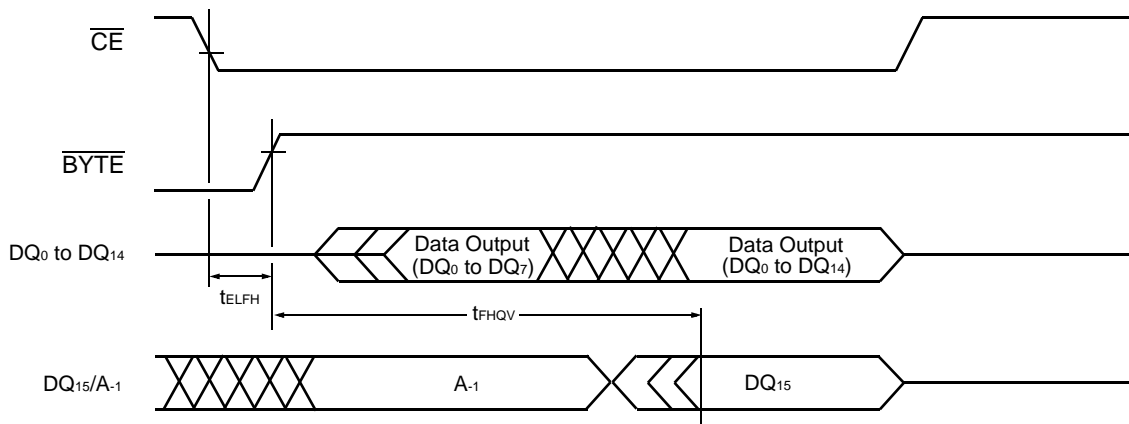 CE
BYTE
DQ0 to DQ14
Data Output
(DQ0 to DQ7)
Data Output
(DQ0 to DQ14)
tELFH
tFHQV
DQ15/A-1
A-1
DQ15